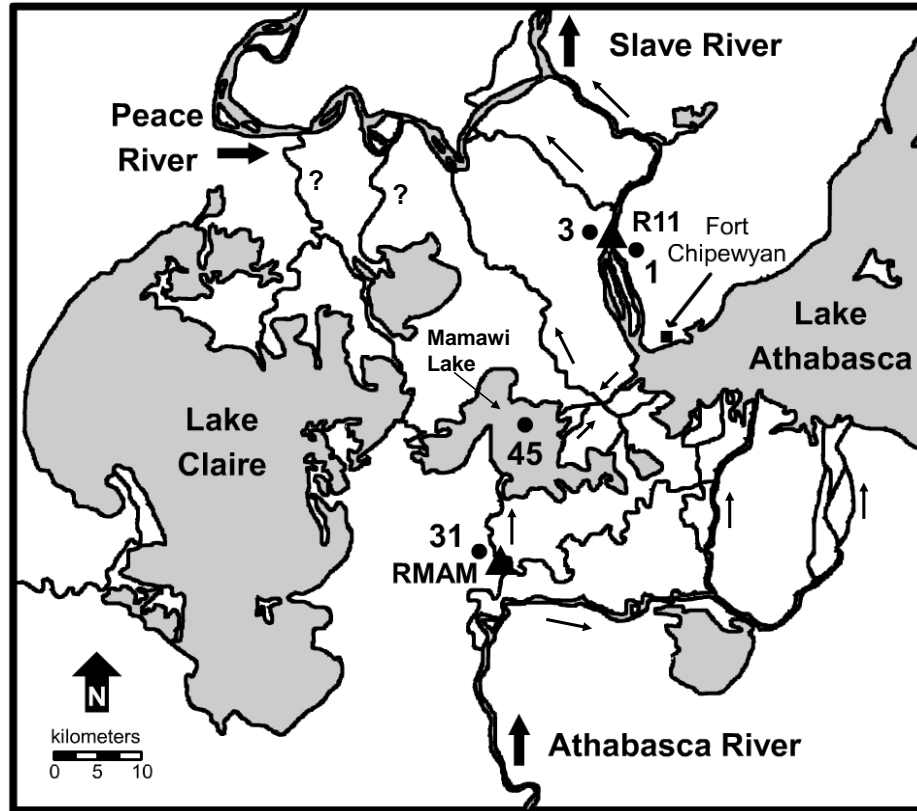 Slave River
Peace
River
?
?
3
R11
1
Fort
Chipewyan
Lake
Athabasca
Mamawi
Lake
Lake
Claire
45
31
RMAM
N
kilometers
0 5 10
Athabasca River